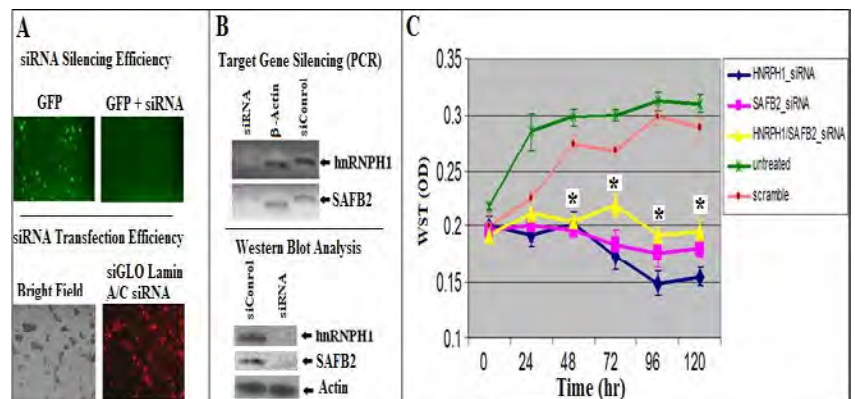 A
siRNA Silencing Efficiency
GFP
GFP + siRNA
siRNA Transfection Efficiency
Bright Field
siGLO Lamin
A/C siRNA
B
Target Gene Silencing (PCR)
siRNA
β-Actin
siConrol
hnRNPH1
SAFB2
Western Blot Analysis
siConrol
siRNA
hnRNPH1
SAFB2
Actin
C
0.35
0.3
0.25
0.2
0.15
0.1
WST (OD)
* * * *
0 24 48 72 96 120
Time (hr)
HNRPH1_siRNA
SAFB2_siRNA
HNRPH1/SAFB2_siRNA
untreated
scramble